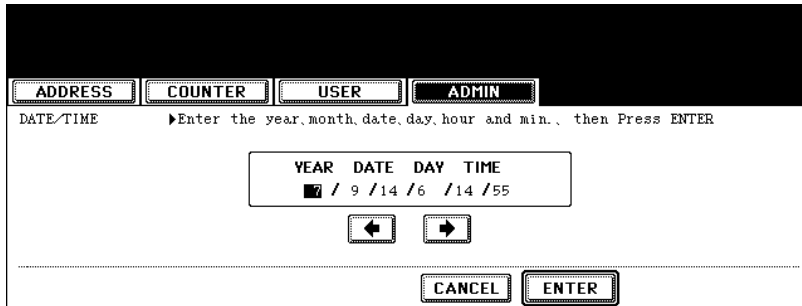 ADDRESS COUNTER USER ADMIN
DATE/TIME ▶Enter the year,month,date,day,hour and min., then Press ENTER
YEAR DATE DAY TIME
7 / 9 /14 /6 /14 /55
CANCEL ENTER